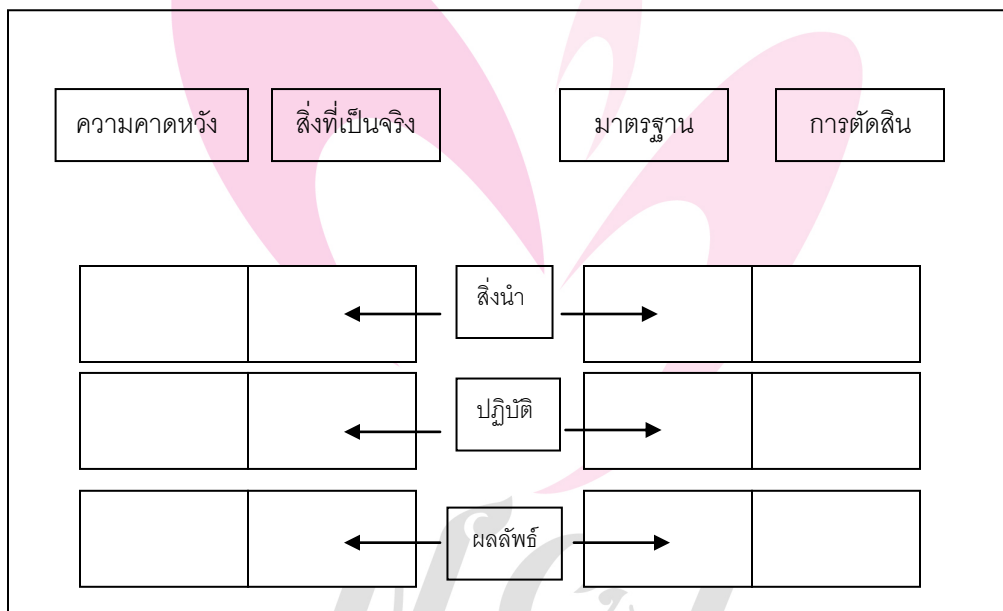 ความคาดหวัง สิ่งที่เป็นจริง มาตรฐาน การตัดสิน
สิ่งนำ
ปฏิบัติ
ผลลัพธ์